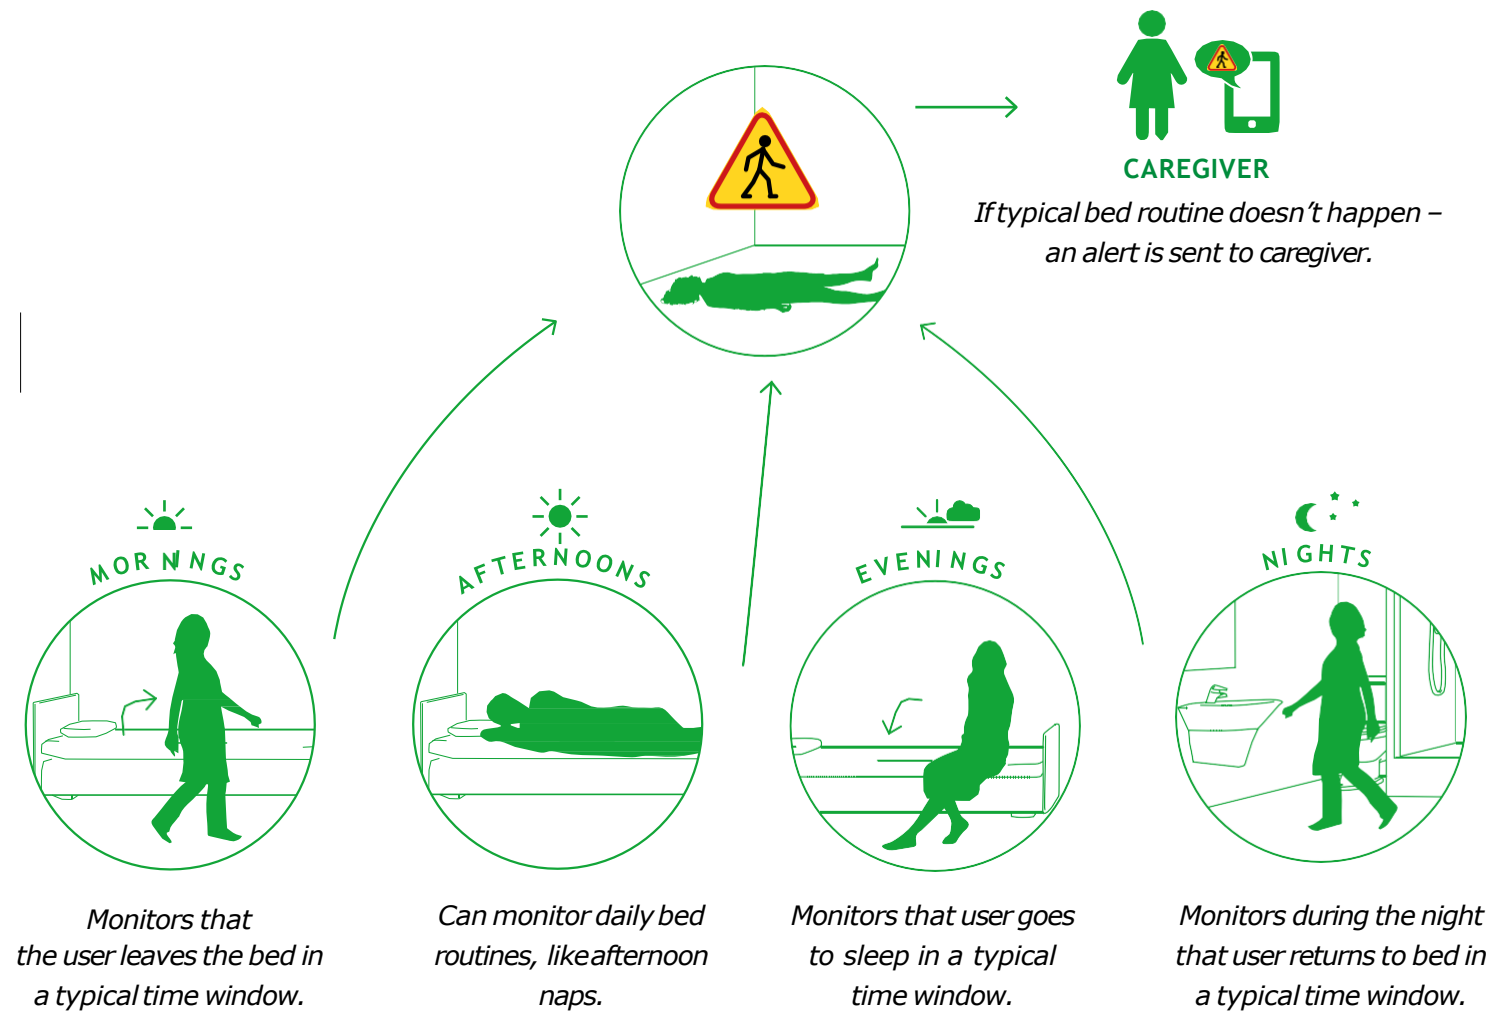 CAREGIVER
If typical bed routine doesn’t happen –
an alert is sent to caregiver.
MORNINGS
AFTERNOONS
EVENINGS
NIGHTS
Monitors that
the user leaves the bed in
a typical time window.
Can monitor daily bed
routines, like afternoon
naps.
Monitors that user goes
to sleep in a typical
time window.
Monitors during the night
that user returns to bed in
a typical time window.